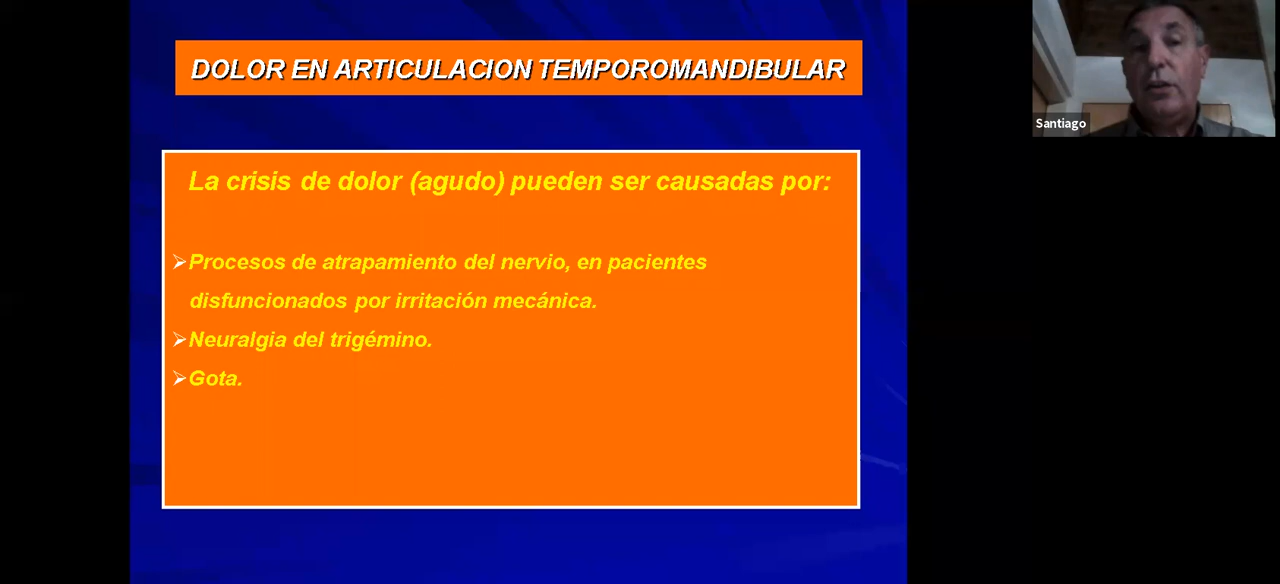 DOLOR EN ARTICULACION TEMPOROMANDIBULAR
La crisis de dolor (agudo) pueden ser causadas por:
➢Procesos de atrapamiento del nervio, en pacientes
disfuncionados por irritación mecánica.
➢Neuralgia del trigémino.
➢Gota.
Santiago